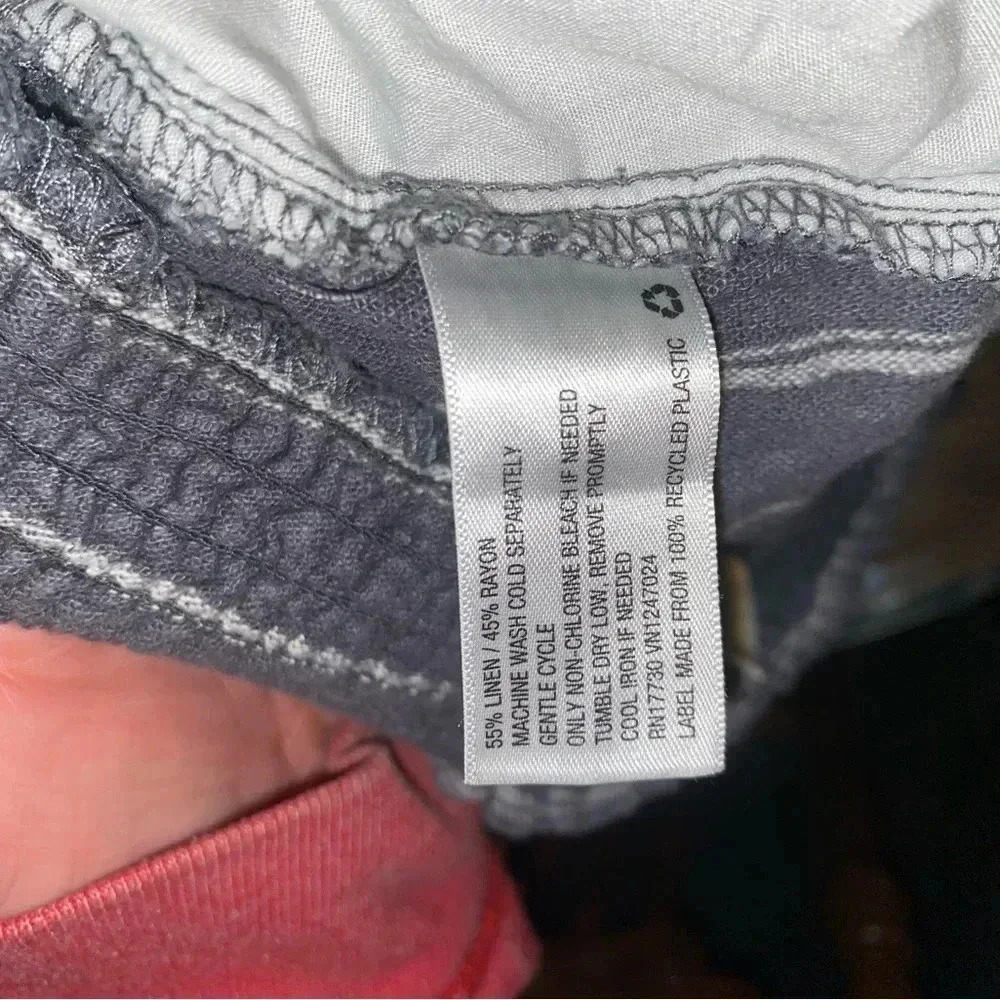 55% LINEN / 45% RAYON
MACHINE WASH COLD SEPARATELY
GENTLE CYCLE
ONLY NON-CHLORINE BLEACH IF NEEDED
TUMBLE DRY LOW. REMOVE PROMPTLY
COOL IRON IF NEEDED
RN17730 VN1247024
LABEL MADE FROM 100% RECYCLED PLASTIC